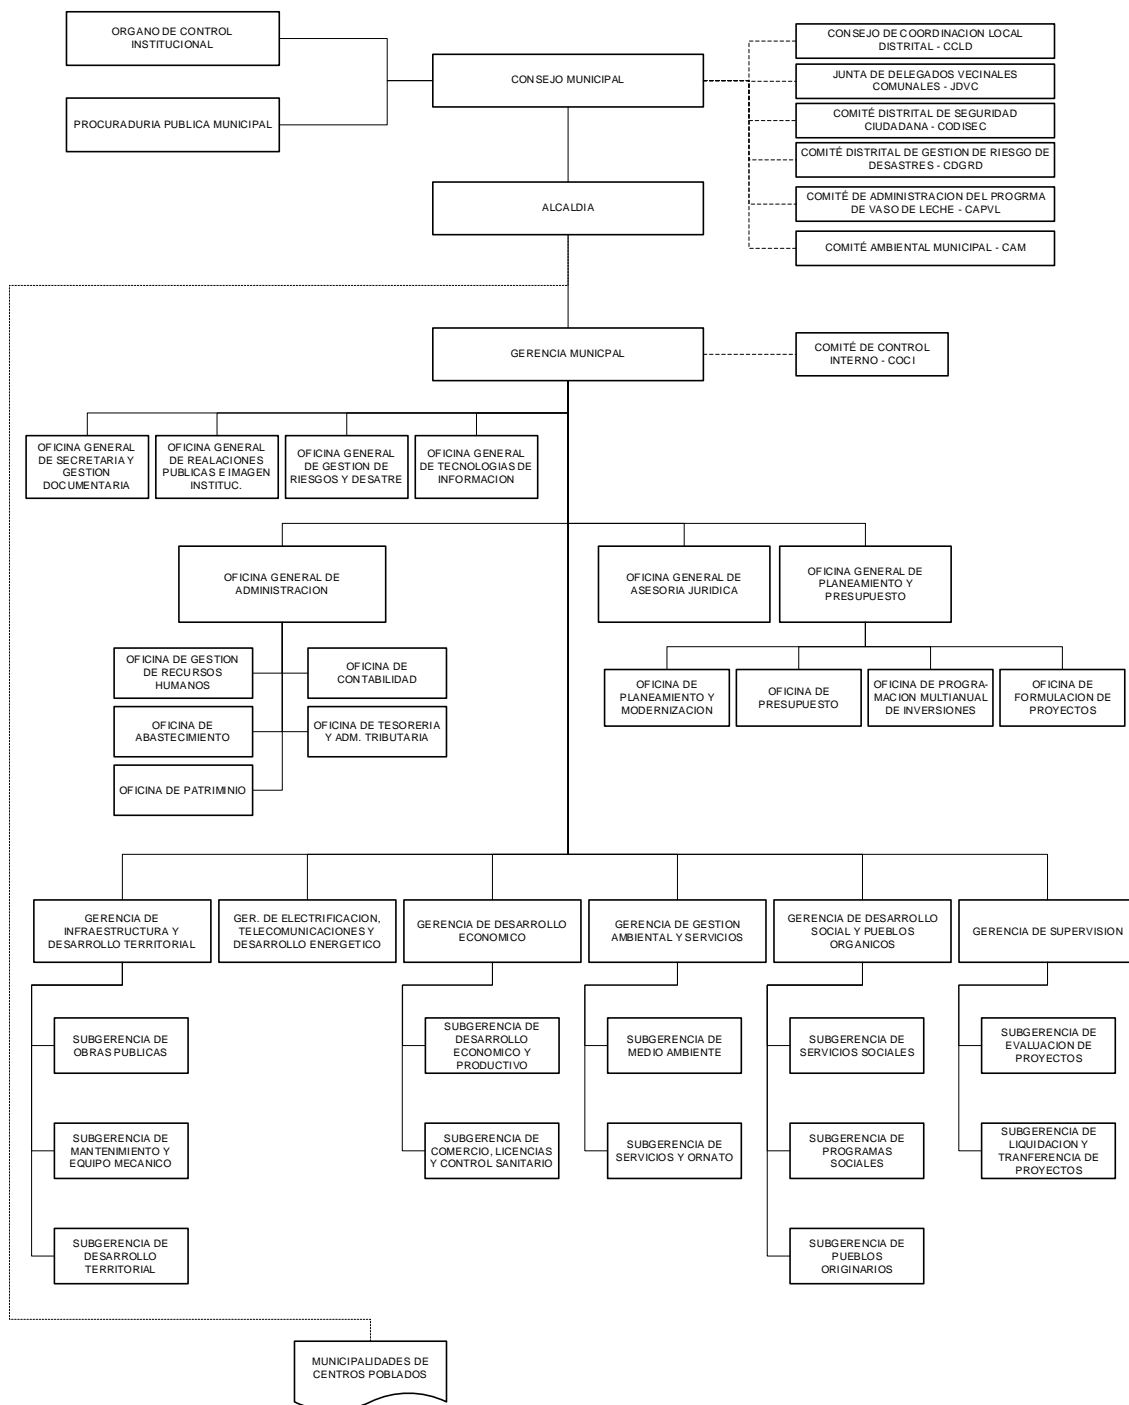 ORGANO DE CONTROL
INSTITUCIONAL
PROCURADURIA PUBLICA MUNICIPAL
CONSEJO MUNICIPAL
CONSEJO DE COORDINACION LOCAL
DISTRITAL - CCLD
JUNTA DE DELEGADOS VECINALES
COMUNALES - JDVC
COMITÉ DISTRITAL DE SEGURIDAD
CIUDADANA - CODISEC
COMITÉ DISTRITAL DE GESTION DE RIESGO DE
DESASTRES - CDGRD
COMITÉ DE ADMINISTRACION DEL PROGRMA
DE VASO DE LECHE - CAPVL
COMITÉ AMBIENTAL MUNICIPAL - CAM
ALCALDIA
GERENCIA MUNICPAL
COMITÉ DE CONTROL
INTERNO - COCI
OFICINA GENERAL
DE SECRETARIA Y
GESTION
DOCUMENTARIA
OFICINA GENERAL
DE REALACIONES
PUBLICAS E IMAGEN
INSTITUC.
OFICINA GENERAL
DE GESTION DE
RIESGOS Y DESATRE
OFICINA GENERAL
DE TECNOLOGIAS DE
INFORMACION
OFICINA GENERAL DE
ADMINISTRACION
OFICINA GENERAL DE
ASESORIA JURIDICA
OFICINA GENERAL DE
PLANEAMIENTO Y
PRESUPUESTO
OFICINA DE GESTION
DE RECURSOS
HUMANOS
OFICINA DE
CONTABILIDAD
OFICINA DE
ABASTECIMIENTO
OFICINA DE TESORERIA
Y ADM. TRIBUTARIA
OFICINA DE PATRIMINIO
OFICINA DE
PLANEAMIENTO Y
MODERNIZACION
OFICINA DE
PRESUPUESTO
OFICINA DE PROGRA-
MACION MULTIANUAL
DE INVERSIONES
OFICINA DE
FORMULACION DE
PROYECTOS
GERENCIA DE
INFRAESTRUCTURA Y
DESARROLLO TERRITORIAL
GER. DE ELECTRIFICACION,
TELECOMUNICACIONES Y
DESARROLLO ENERGETICO
GERENCIA DE DESARROLLO
ECONOMICO
GERENCIA DE GESTION
AMBIENTAL Y SERVICIOS
GERENCIA DE DESARROLLO
SOCIAL Y PUEBLOS
ORGANICOS
GERENCIA DE SUPERVISION
SUBGERENCIA DE
OBRAS PUBLICAS
SUBGERENCIA DE
DESARROLLO
ECONOMICO Y
PRODUCTIVO
SUBGERENCIA DE
MEDIO AMBIENTE
SUBGERENCIA DE
SERVICIOS SOCIALES
SUBGERENCIA DE
EVALUACION DE
PROYECTOS
SUBGERENCIA DE
MANTENIMIENTO Y
EQUIPO MECANICO
SUBGERENCIA DE
COMERCIO, LICENCIAS
Y CONTROL SANITARIO
SUBGERENCIA DE
SERVICIOS Y ORNATO
SUBGERENCIA DE
PROGRAMAS
SOCIALES
SUBGERENCIA DE
LIQUIDACION Y
TRANFERENCIA DE
PROYECTOS
SUBGERENCIA DE
DESARROLLO
TERRITORIAL
SUBGERENCIA DE
PUEBLOS
ORIGINARIOS
MUNICIPALIDADES DE
CENTROS POBLADOS